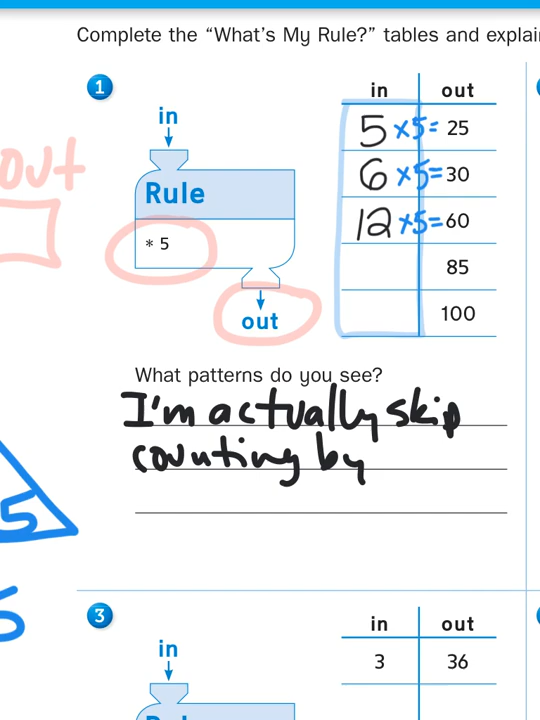 Complete the “What’s My Rule?” tables and explain
1
in
out
Rule
* 5
out
in out
5 ×5= 25
6 ×5= 30
12 ×5= 60
85
100
What patterns do you see?
I'm actually skip
counting by
5
3
in
in out
3 36